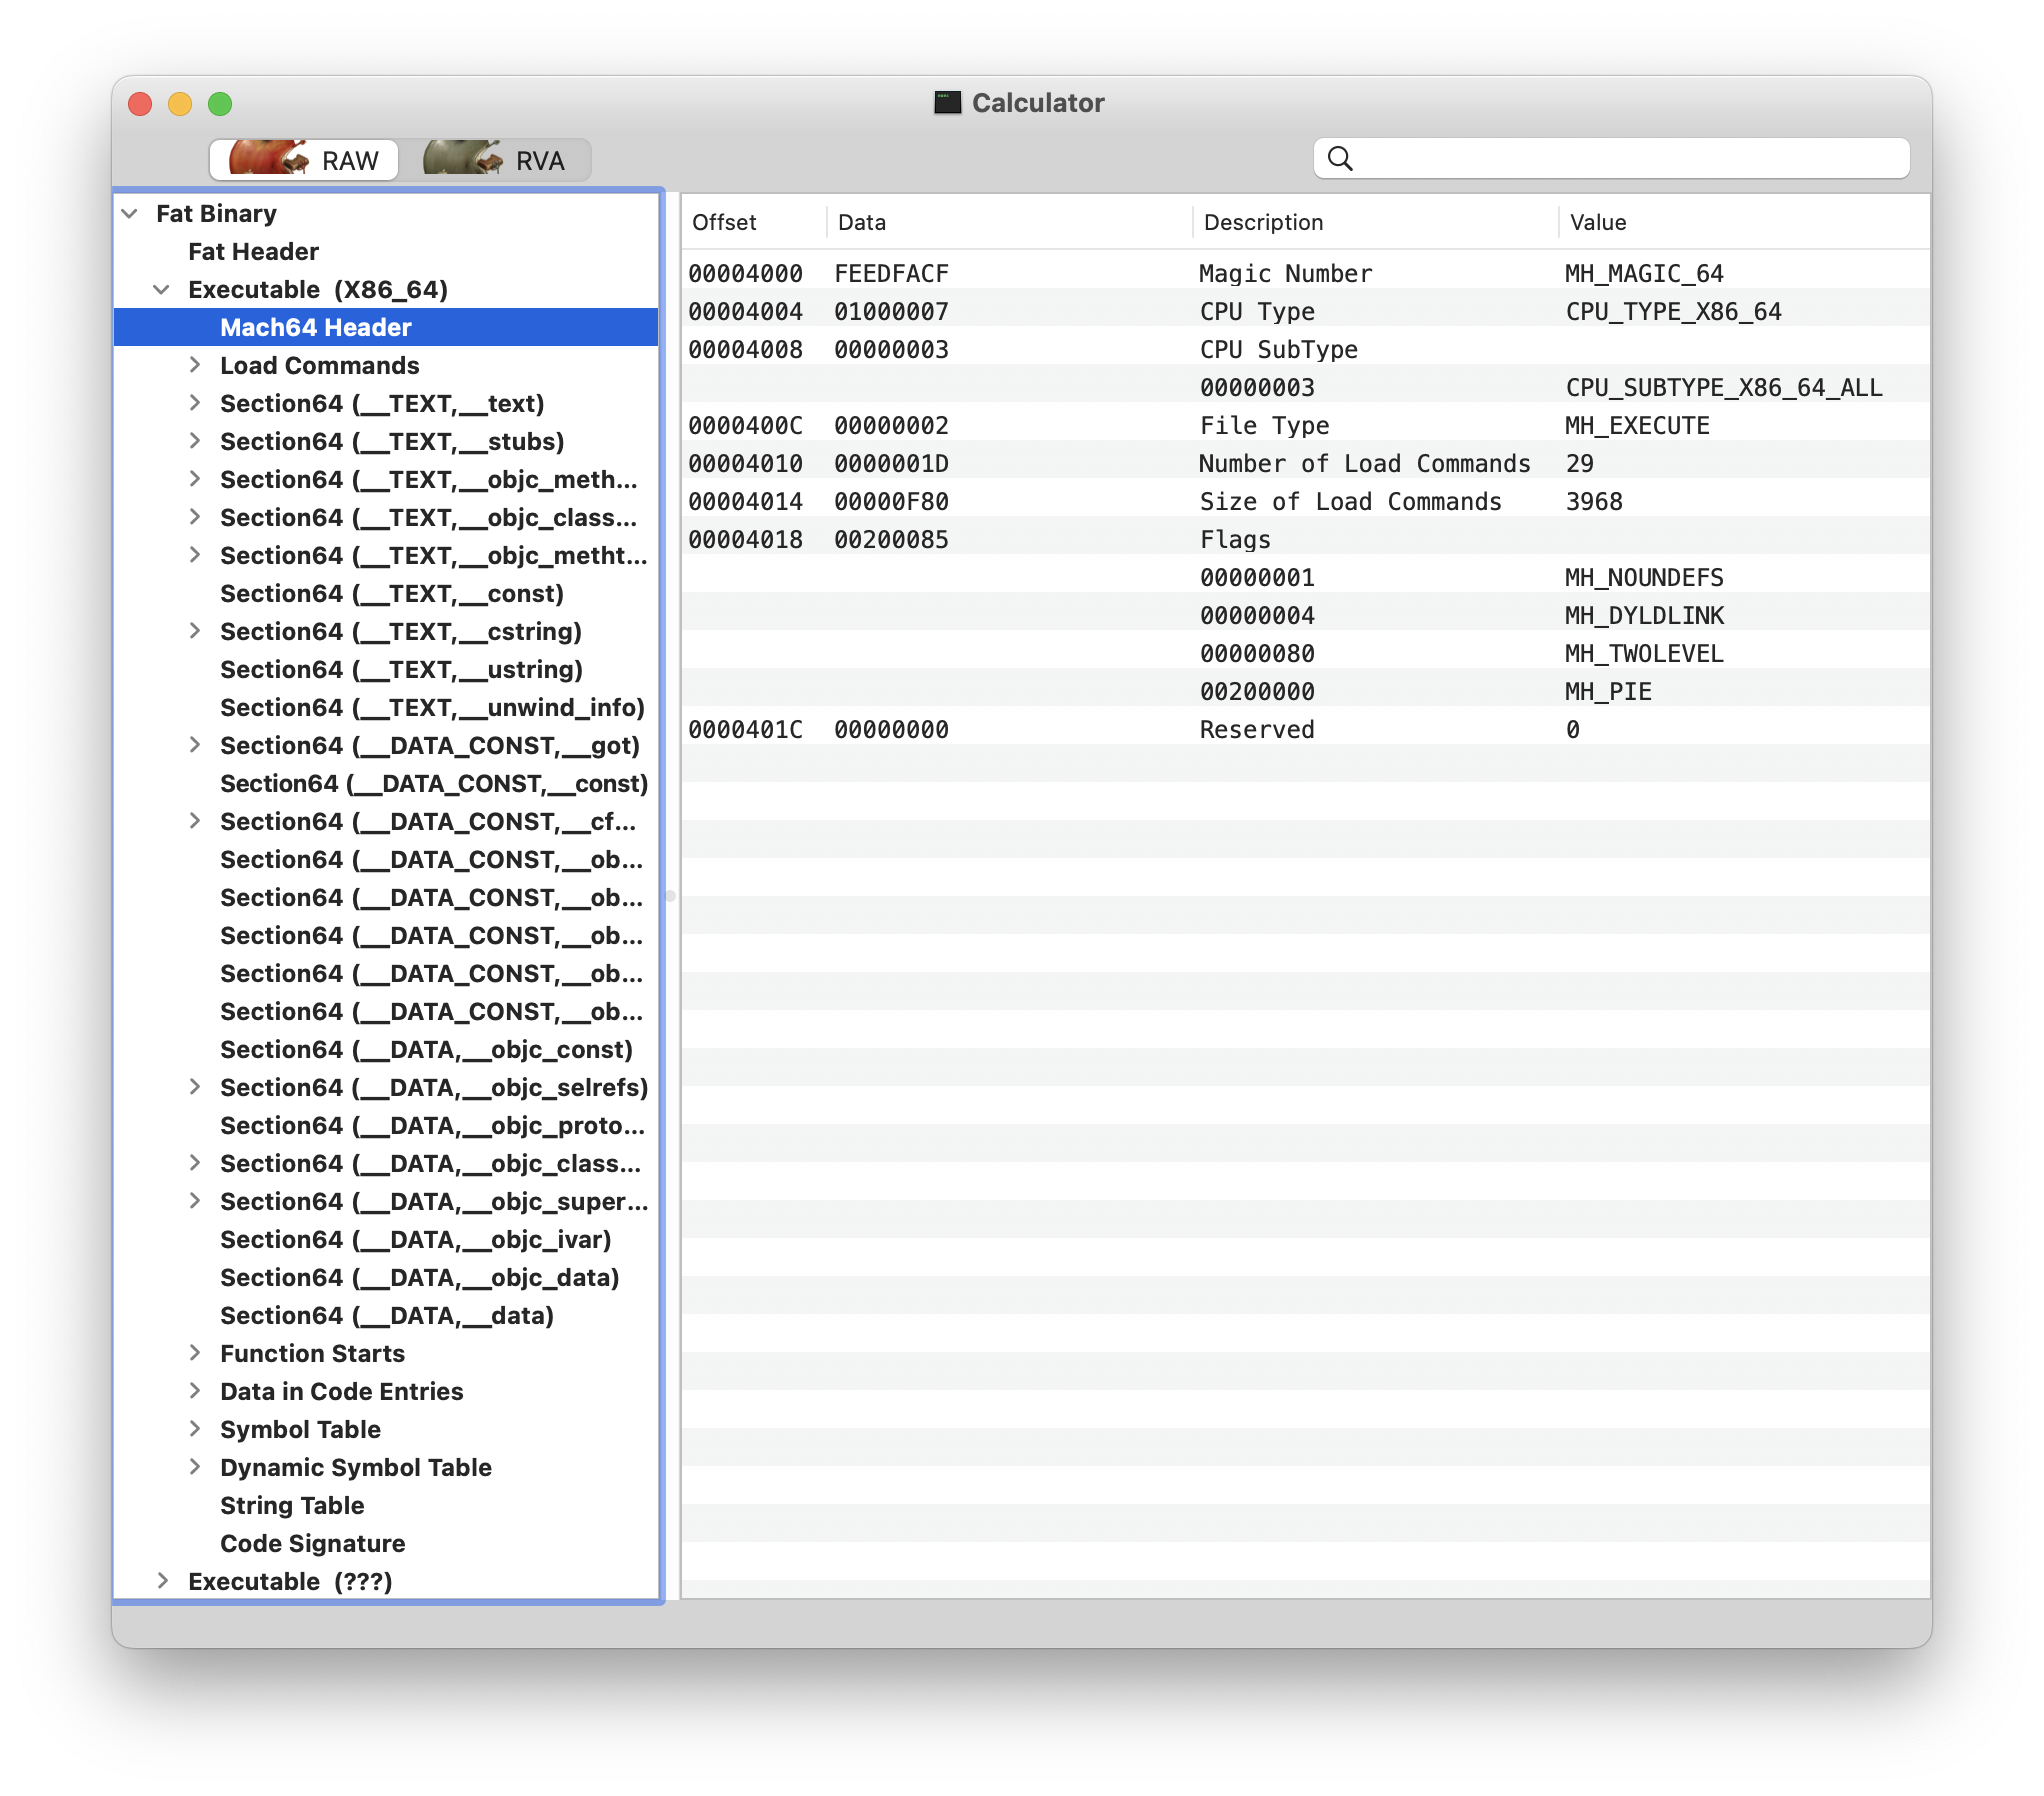 Calculator
RAW RVA
Fat Binary
Fat Header
Executable (X86_64)
Mach64 Header
Load Commands
Section64 (__TEXT,__text)
Section64 (__TEXT,__stubs)
Section64 (__TEXT,__objc_meth...
Section64 (__TEXT,__objc_class...
Section64 (__TEXT,__objc_metht...
Section64 (__TEXT,__const)
Section64 (__TEXT,__cstring)
Section64 (__TEXT,__ustring)
Section64 (__TEXT,__unwind_info)
Section64 (__DATA_CONST,__got)
Section64 (__DATA_CONST,__const)
Section64 (__DATA_CONST,__cf...
Section64 (__DATA_CONST,__ob...
Section64 (__DATA_CONST,__ob...
Section64 (__DATA_CONST,__ob...
Section64 (__DATA_CONST,__ob...
Section64 (__DATA_CONST,__ob...
Section64 (__DATA,__objc_const)
Section64 (__DATA,__objc_selrefs)
Section64 (__DATA,__objc_proto...
Section64 (__DATA,__objc_class...
Section64 (__DATA,__objc_super...
Section64 (__DATA,__objc_ivar)
Section64 (__DATA,__objc_data)
Section64 (__DATA,__data)
Function Starts
Data in Code Entries
Symbol Table
Dynamic Symbol Table
String Table
Code Signature
Executable (???)
Offset Data Description Value
00004000 FEEDFACF Magic Number MH_MAGIC_64
00004004 01000007 CPU Type CPU_TYPE_X86_64
00004008 00000003 CPU SubType
00000003 CPU_SUBTYPE_X86_64_ALL
0000400C 00000002 File Type MH_EXECUTE
00004010 0000001D Number of Load Commands 29
00004014 00000F80 Size of Load Commands 3968
00004018 00200085 Flags
00000001 MH_NOUNDEFS
00000004 MH_DYLDLINK
00000080 MH_TWOLEVEL
00200000 MH_PIE
0000401C 00000000 Reserved 0